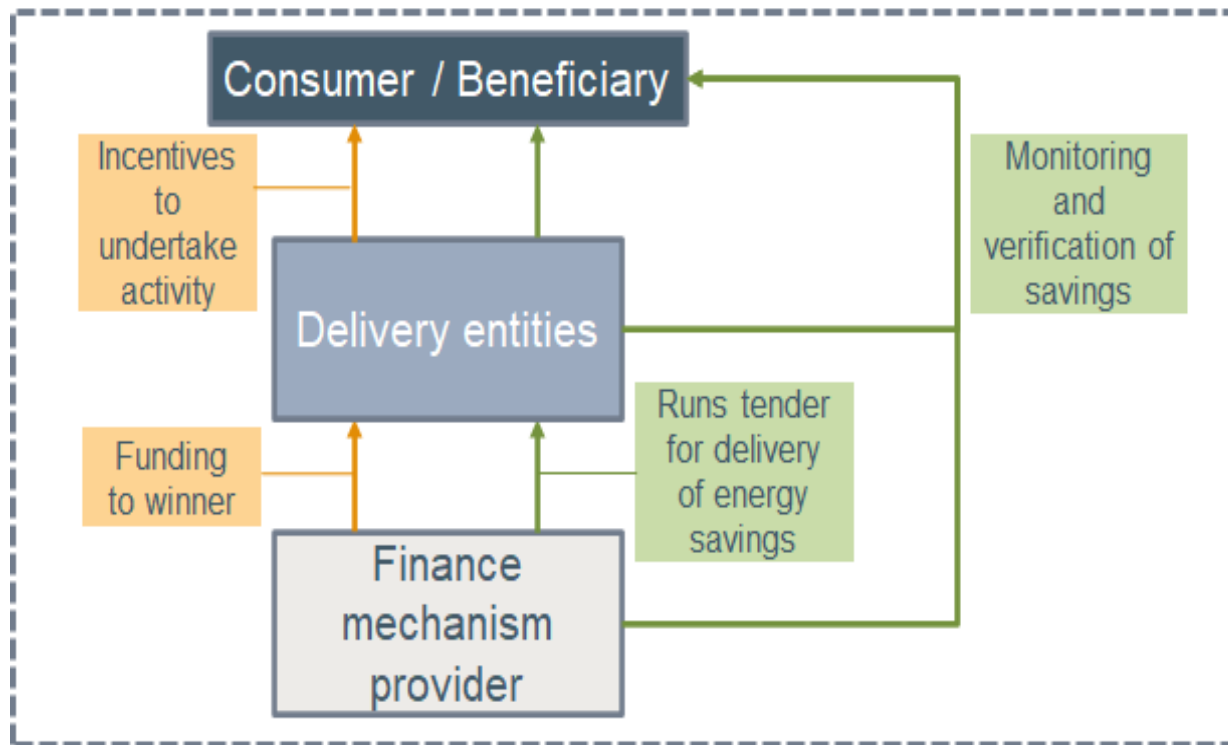 Consumer / Beneficiary
Incentives
to
undertake
activity
Monitoring
and
verification of
savings
Delivery entities
Funding
to winner
Runs tender
for delivery
of energy
savings
Finance
mechanism
provider